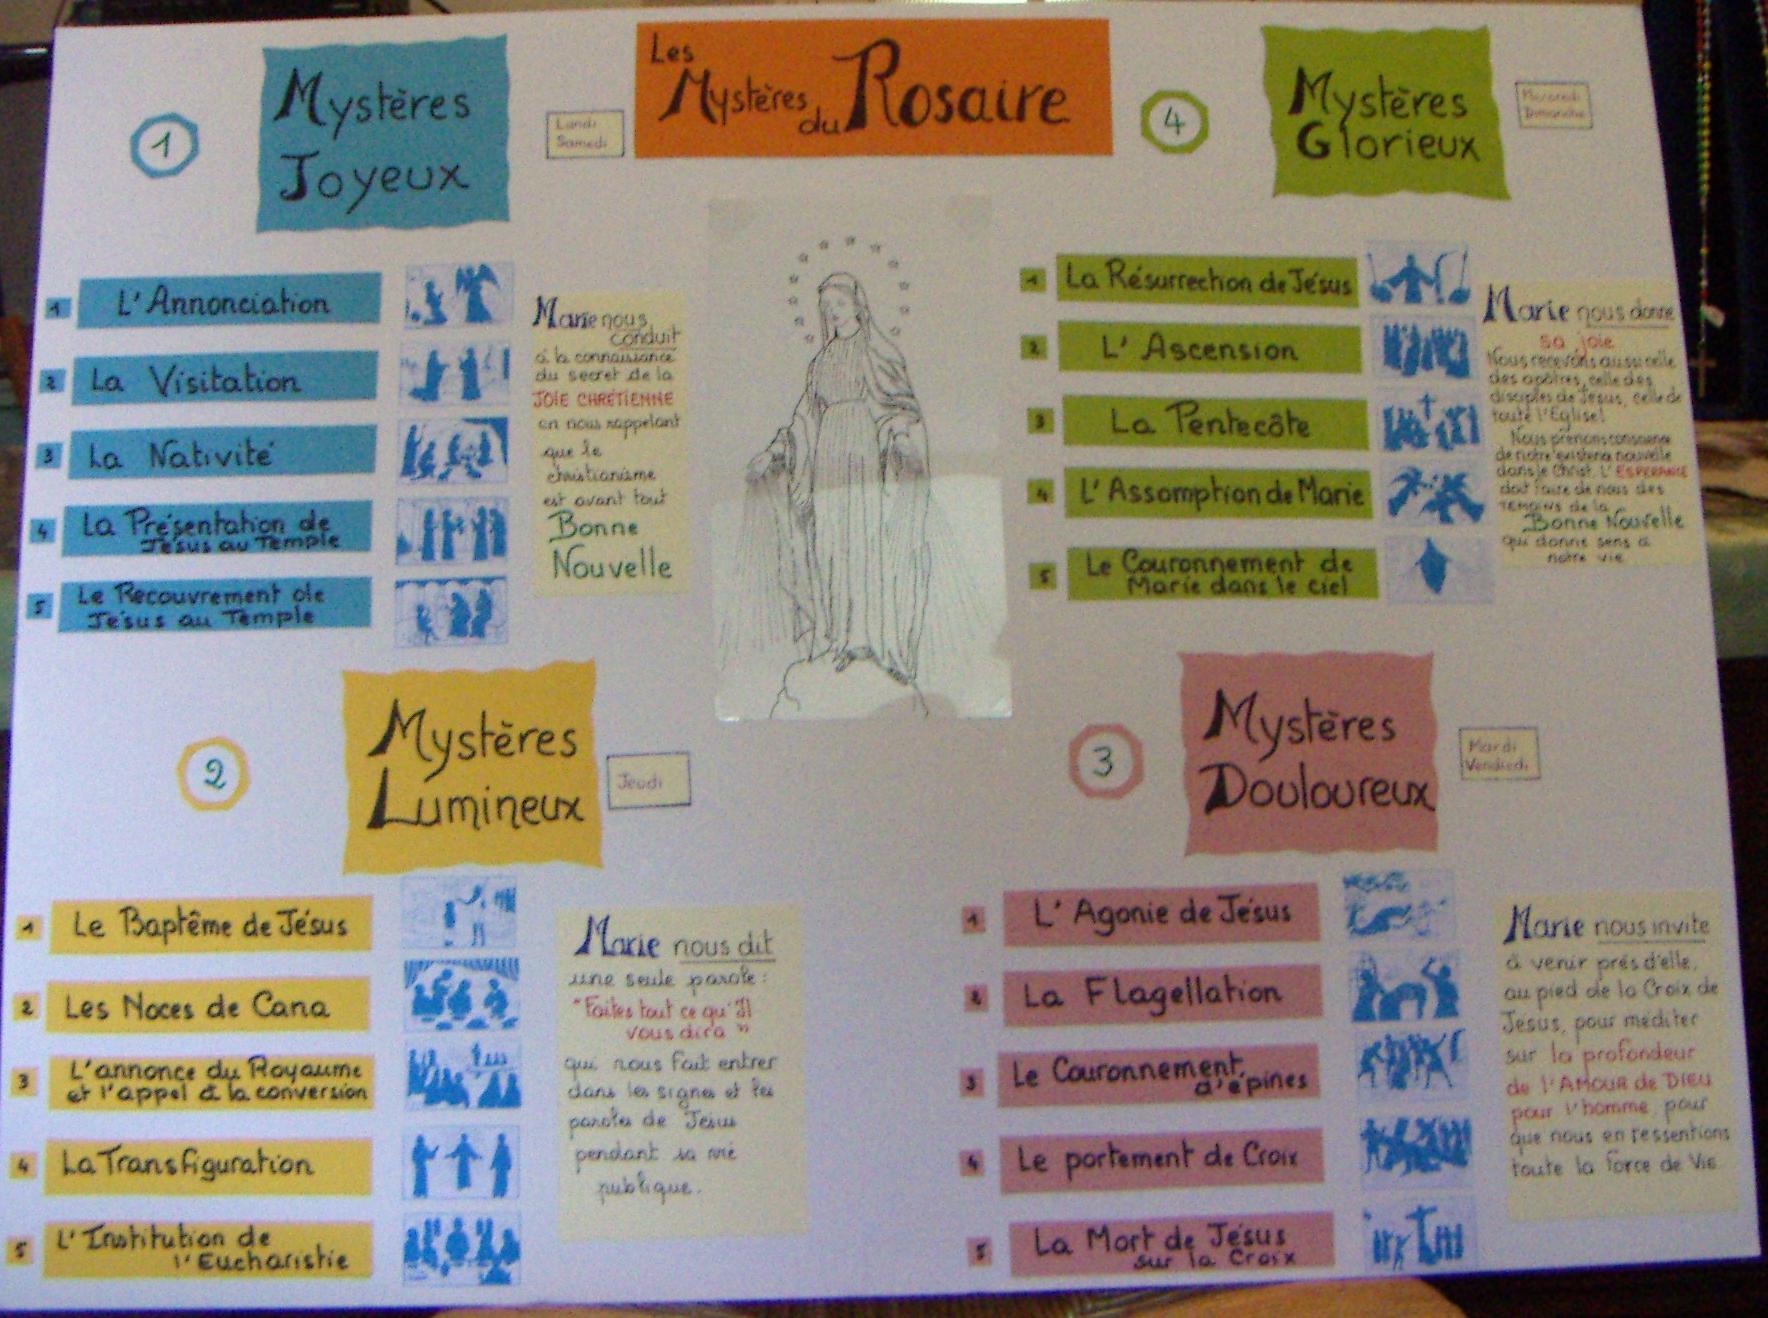 Les
Mystères
du Rosaire
1
Mystères
Joyeux
Lundi
Samedi
1
L'Annonciation
2
La Visitation
3
La Nativité
4
La Présentation de
Jésus au Temple
5
Le Recouvrement de
Jésus au Temple
Marie nous
conduit
à la connaissance
du secret de la
JOIE CHRÉTIENNE
en nous rappelant
que le
christianisme
est avant tout
Bonne
Nouvelle
4
Mystères
Glorieux
Mercredi
Dimanche
1
La Résurrection de Jésus
2
L'Ascension
3
La Pentecôte
4
L'Assomption de Marie
5
Le Couronnement de
Marie dans le ciel
Marie nous donne
sa joie
Nous recevons aussi celle
des apôtres, celle des
disciples de Jésus, celle de
toute l'Eglise!
Nous prenons conscience
de notre existence nouvelle
dans le Christ. L'ESPERANCE
doit faire de nous des
TEMOINS de la
Bonne Nouvelle
qui donne sens à
notre vie
2
Mystères
Lumineux
Jeudi
1
Le Baptême de Jésus
2
Les Noces de Cana
3
L'annonce du Royaume
et l'appel à la conversion
4
La Transfiguration
5
L'Institution de
l'Eucharistie
Marie nous dit
une seule parole :
"Faites tout ce qu'Il
vous dira"
qui nous fait entrer
dans les signes et les
paroles de Jésus
pendant sa vie
publique.
3
Mystères
Douloureux
Mardi
Vendredi
1
L'Agonie de Jésus
2
La Flagellation
3
Le Couronnement
d'épines
4
Le portement de Croix
5
La Mort de Jésus
sur la Croix
Marie nous invite
à venir près d'elle,
au pied de la Croix de
Jésus, pour méditer
sur la profondeur
de l'AMOUR de DIEU
pour l'homme, pour
que nous en ressentions
toute la force de Vie.